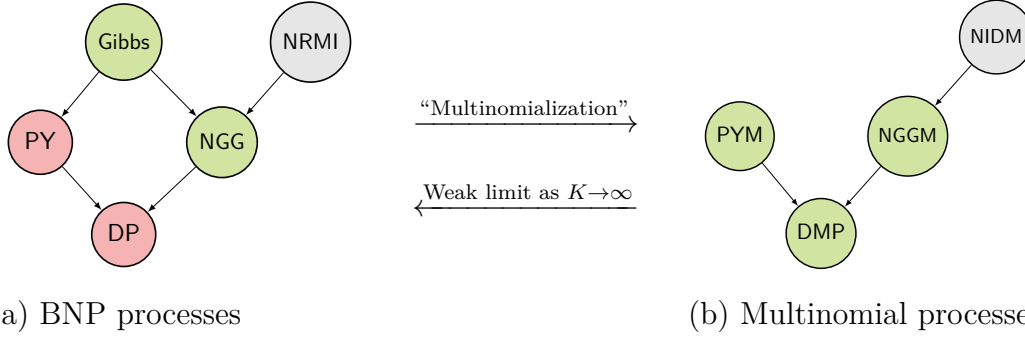 Gibbs
NRMI
PY
NGG
DP
“Multinomialization”
Weak limit as K→∞
NIDM
PYM
NGGM
DMP
a) BNP processes
(b) Multinomial processe